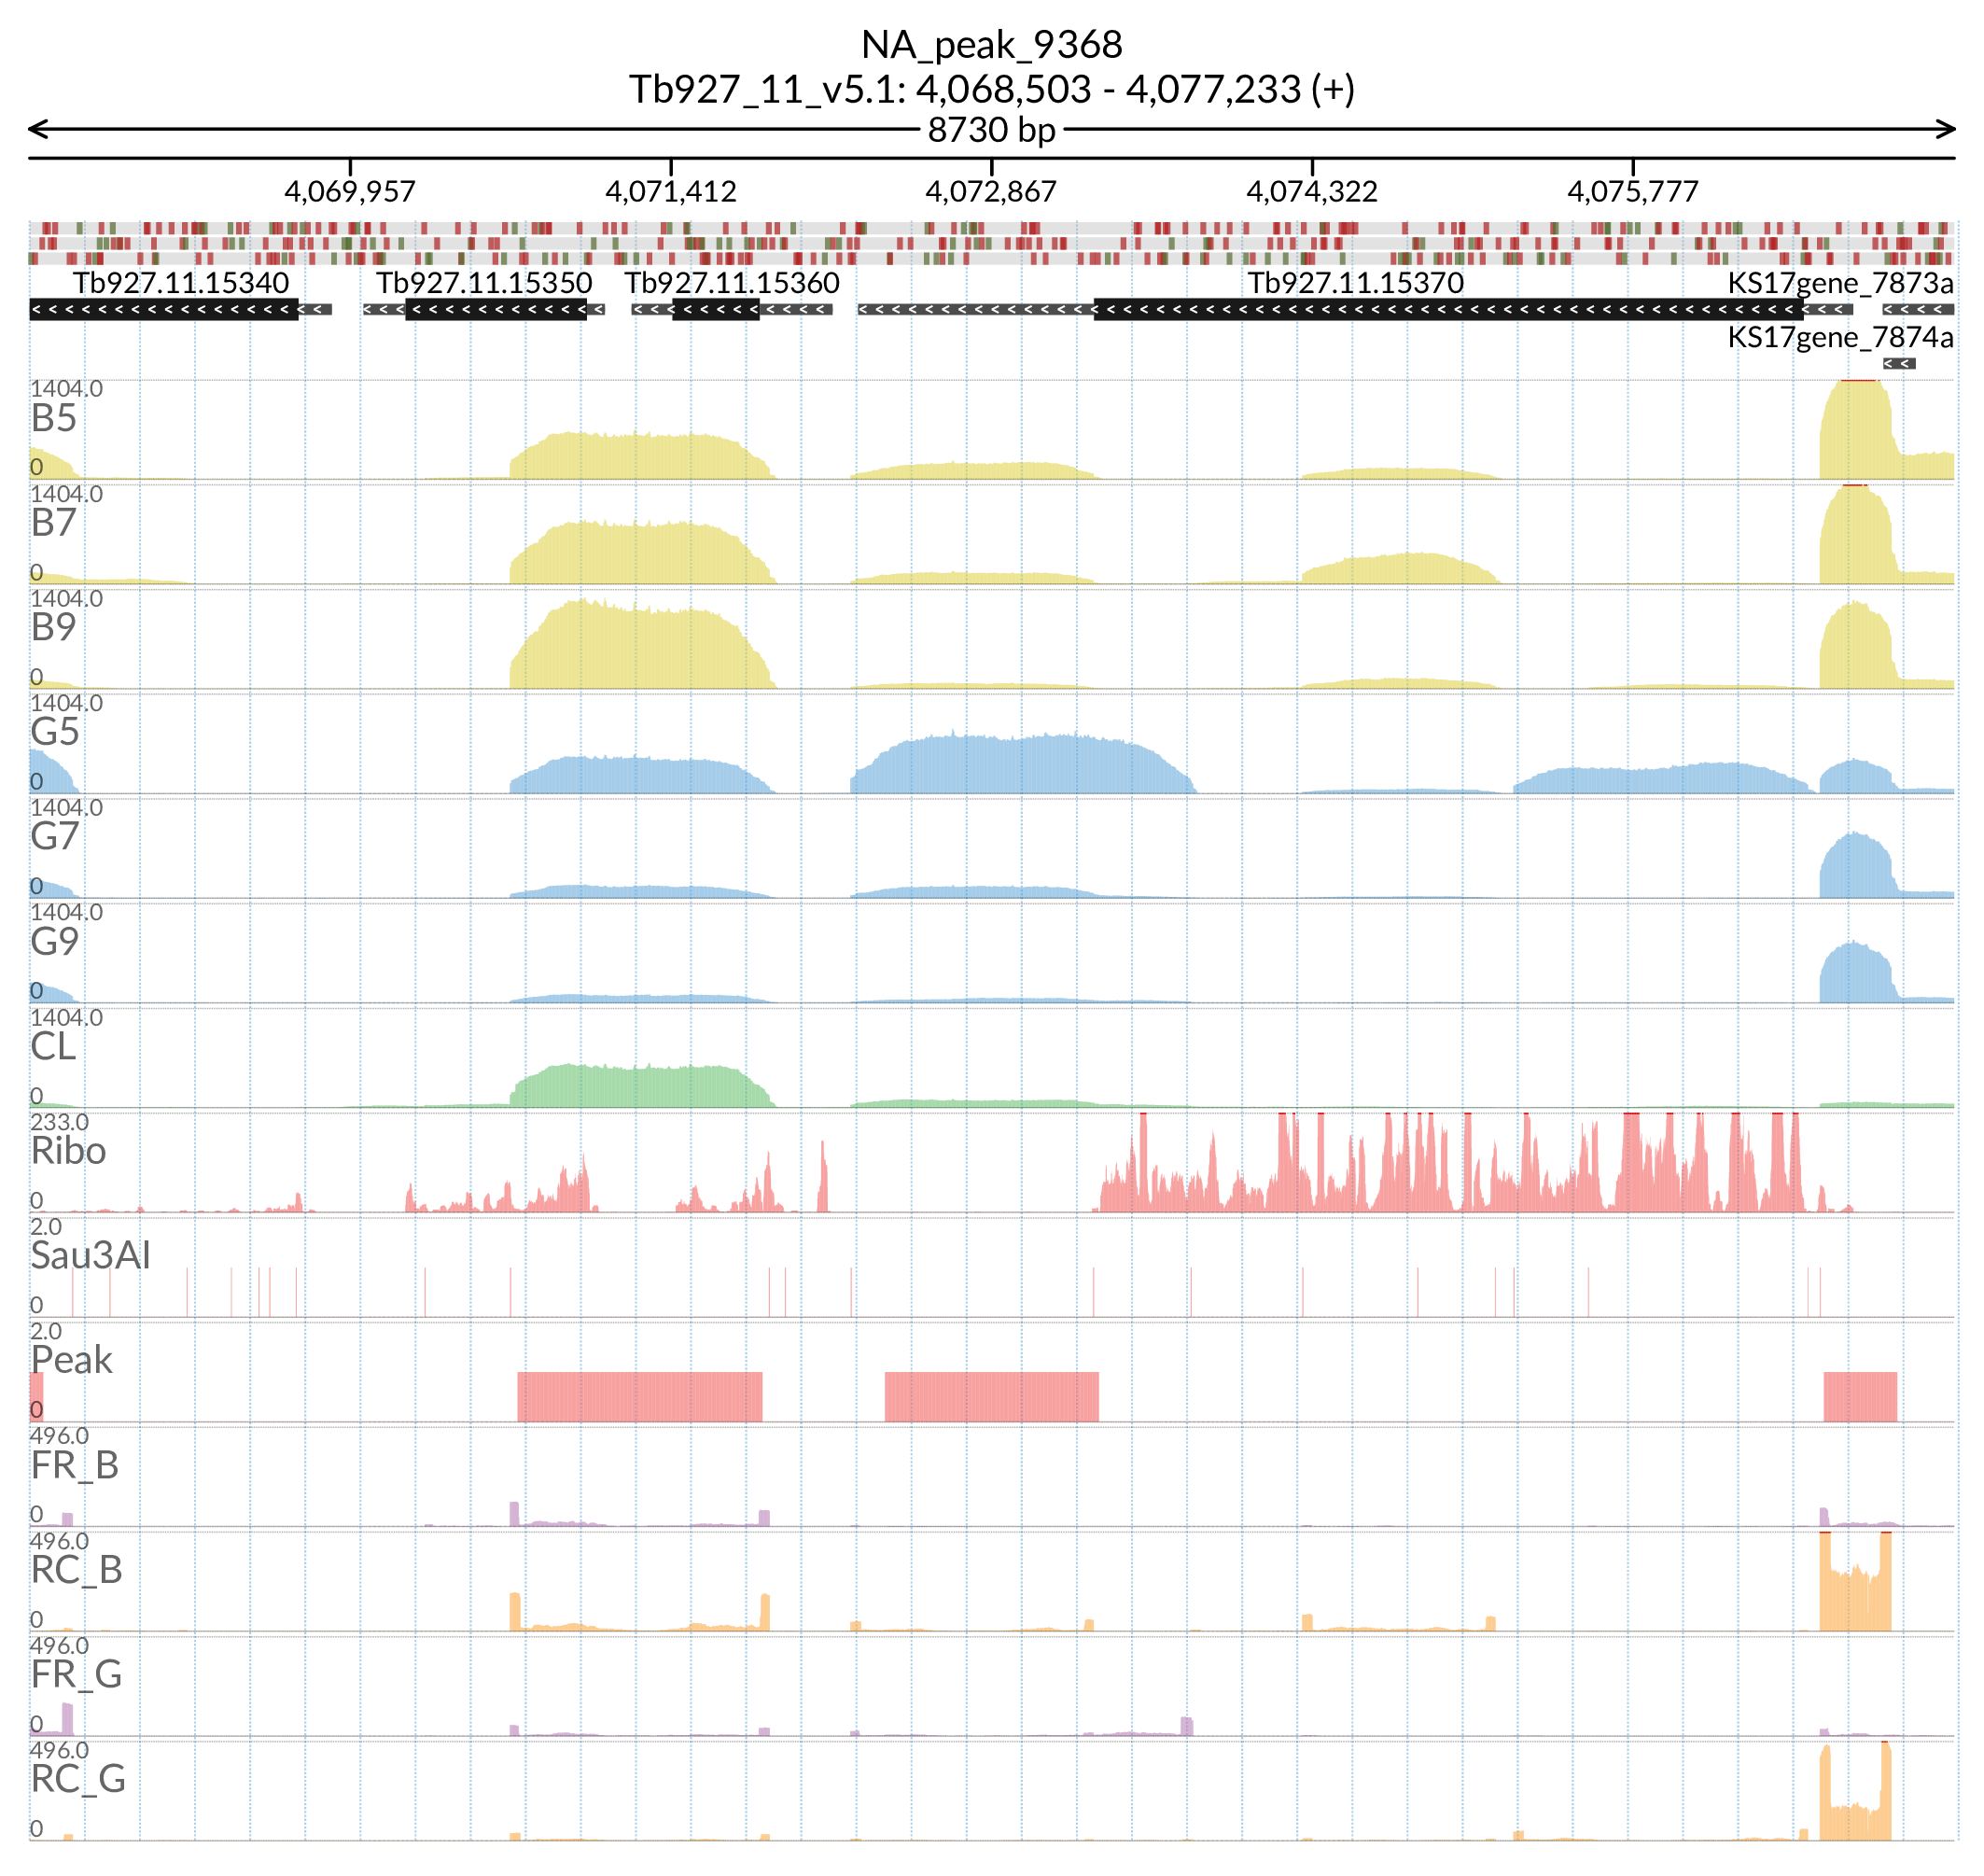 NA_peak_9368
Tb927_11_v5.1: 4,068,503 - 4,077,233 (+)
8730 bp
4,069,957 4,071,412 4,072,867 4,074,322 4,075,777
Tb927.11.15340 Tb927.11.15350 Tb927.11.15360 Tb927.11.15370 KS17gene_7873a
KS17gene_7874a
1404.0
B5
0
1404.0
B7
0
1404.0
B9
0
1404.0
G5
0
1404.0
G7
0
1404.0
G9
0
1404.0
CL
0
233.0
Ribo
0
2.0
Sau3AI
0
2.0
Peak
0
496.0
FR_B
0
496.0
RC_B
0
496.0
FR_G
0
496.0
RC_G
0